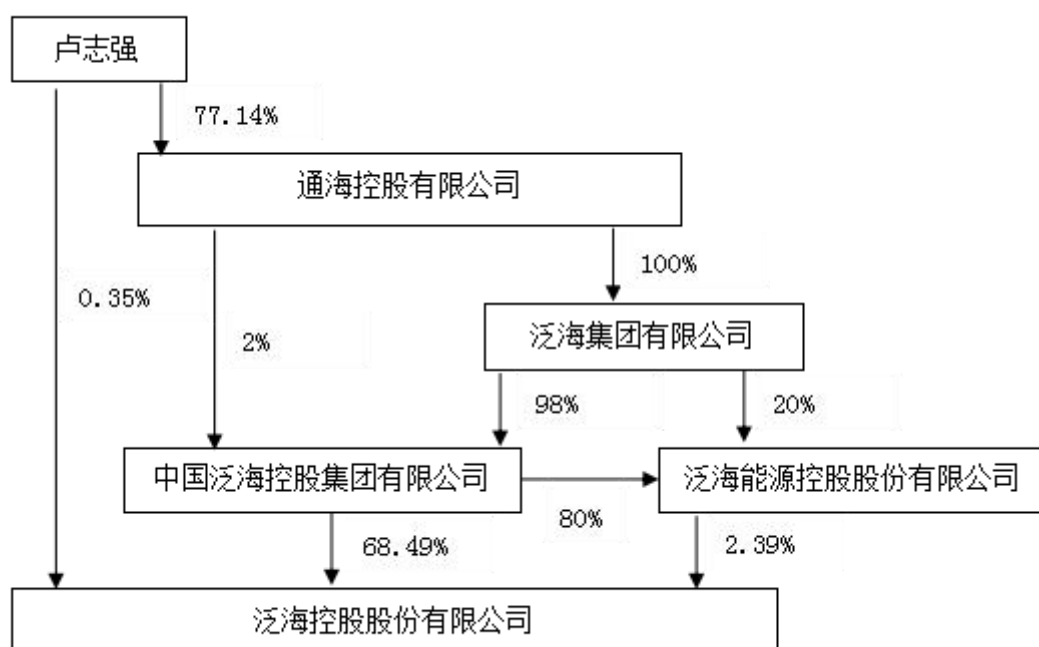 卢志强
77.14%
通海控股有限公司
100%
0.35%
泛海集团有限公司
2%
98%
20%
中国泛海控股集团有限公司
泛海能源控股股份有限公司
80%
68.49%
2.39%
泛海控股股份有限公司